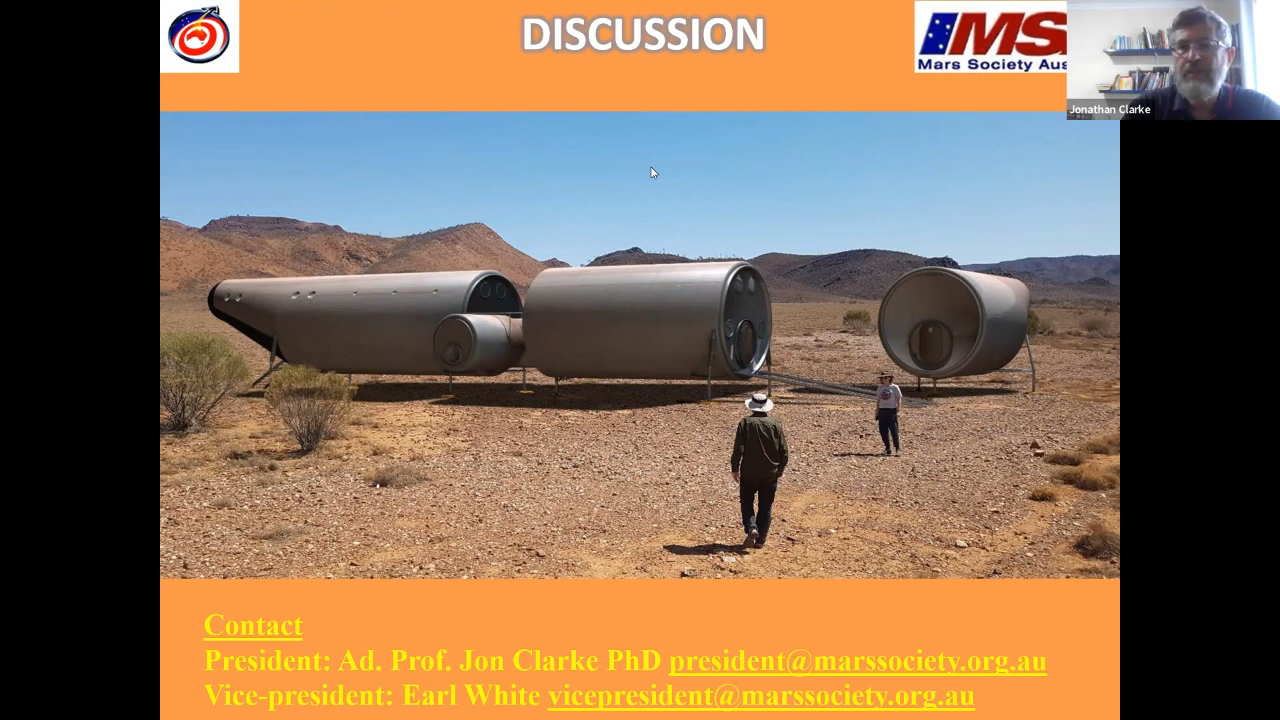 DISCUSSION
MS
Mars Society Aus
Jonathan Clarke
Contact
President: Ad. Prof. Jon Clarke PhD president@marssociety.org.au
Vice-president: Earl White vicepresident@marssociety.org.au